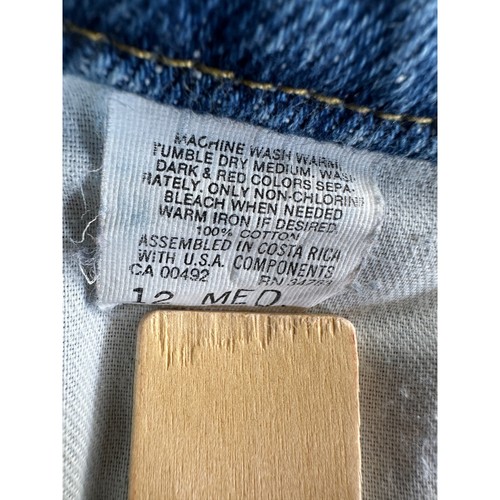 MACHINE WASH WARM,
TUMBLE DRY MEDIUM, WASH
DARK & RED COLORS SEPA-
RATELY, ONLY NON-CHLORINE
BLEACH WHEN NEEDED
WARM IRON IF DESIRED
100% COTTON
ASSEMBLED IN COSTA RICA
WITH U.S.A. COMPONENTS
CA 00492 RN
12 MED